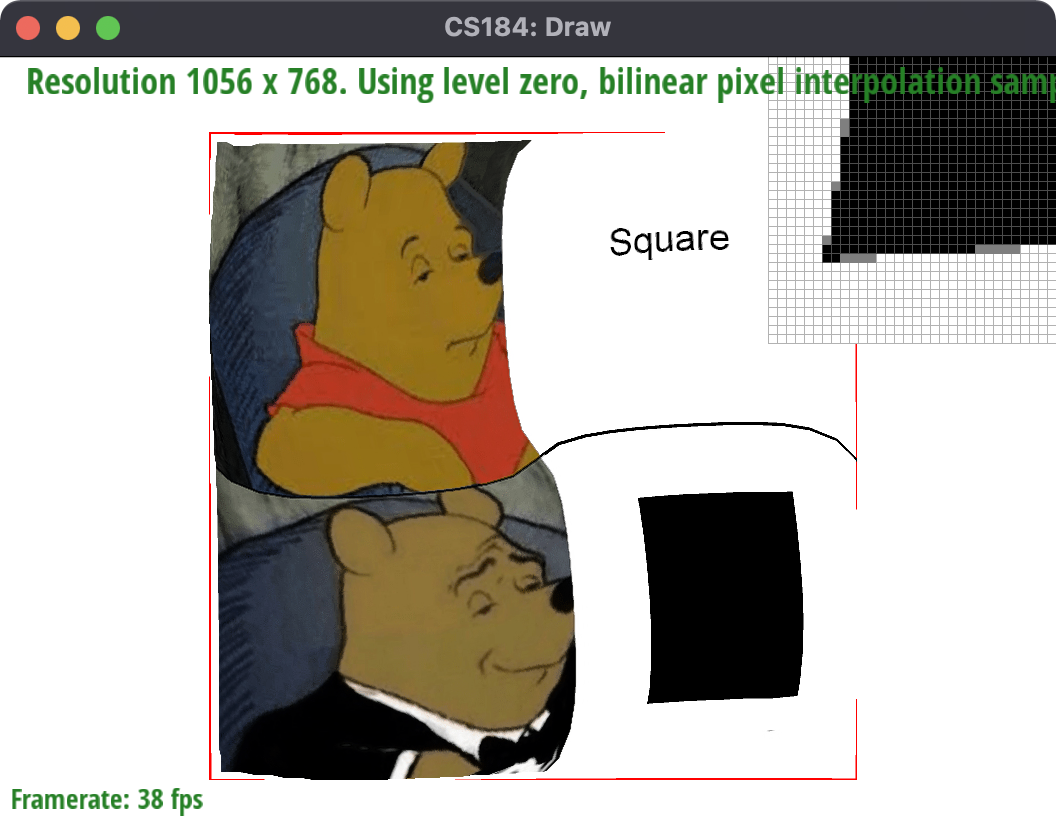 CS184: Draw
Resolution 1056 x 768. Using level zero, bilinear pixel interpolation samp
Square
Framerate: 38 fps